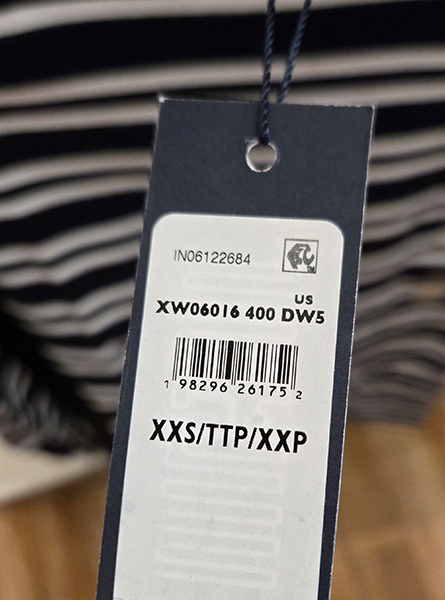 IN06122684
US
XW06016 400 DW5
1 98296 26175 2
XXS/TTP/XXP